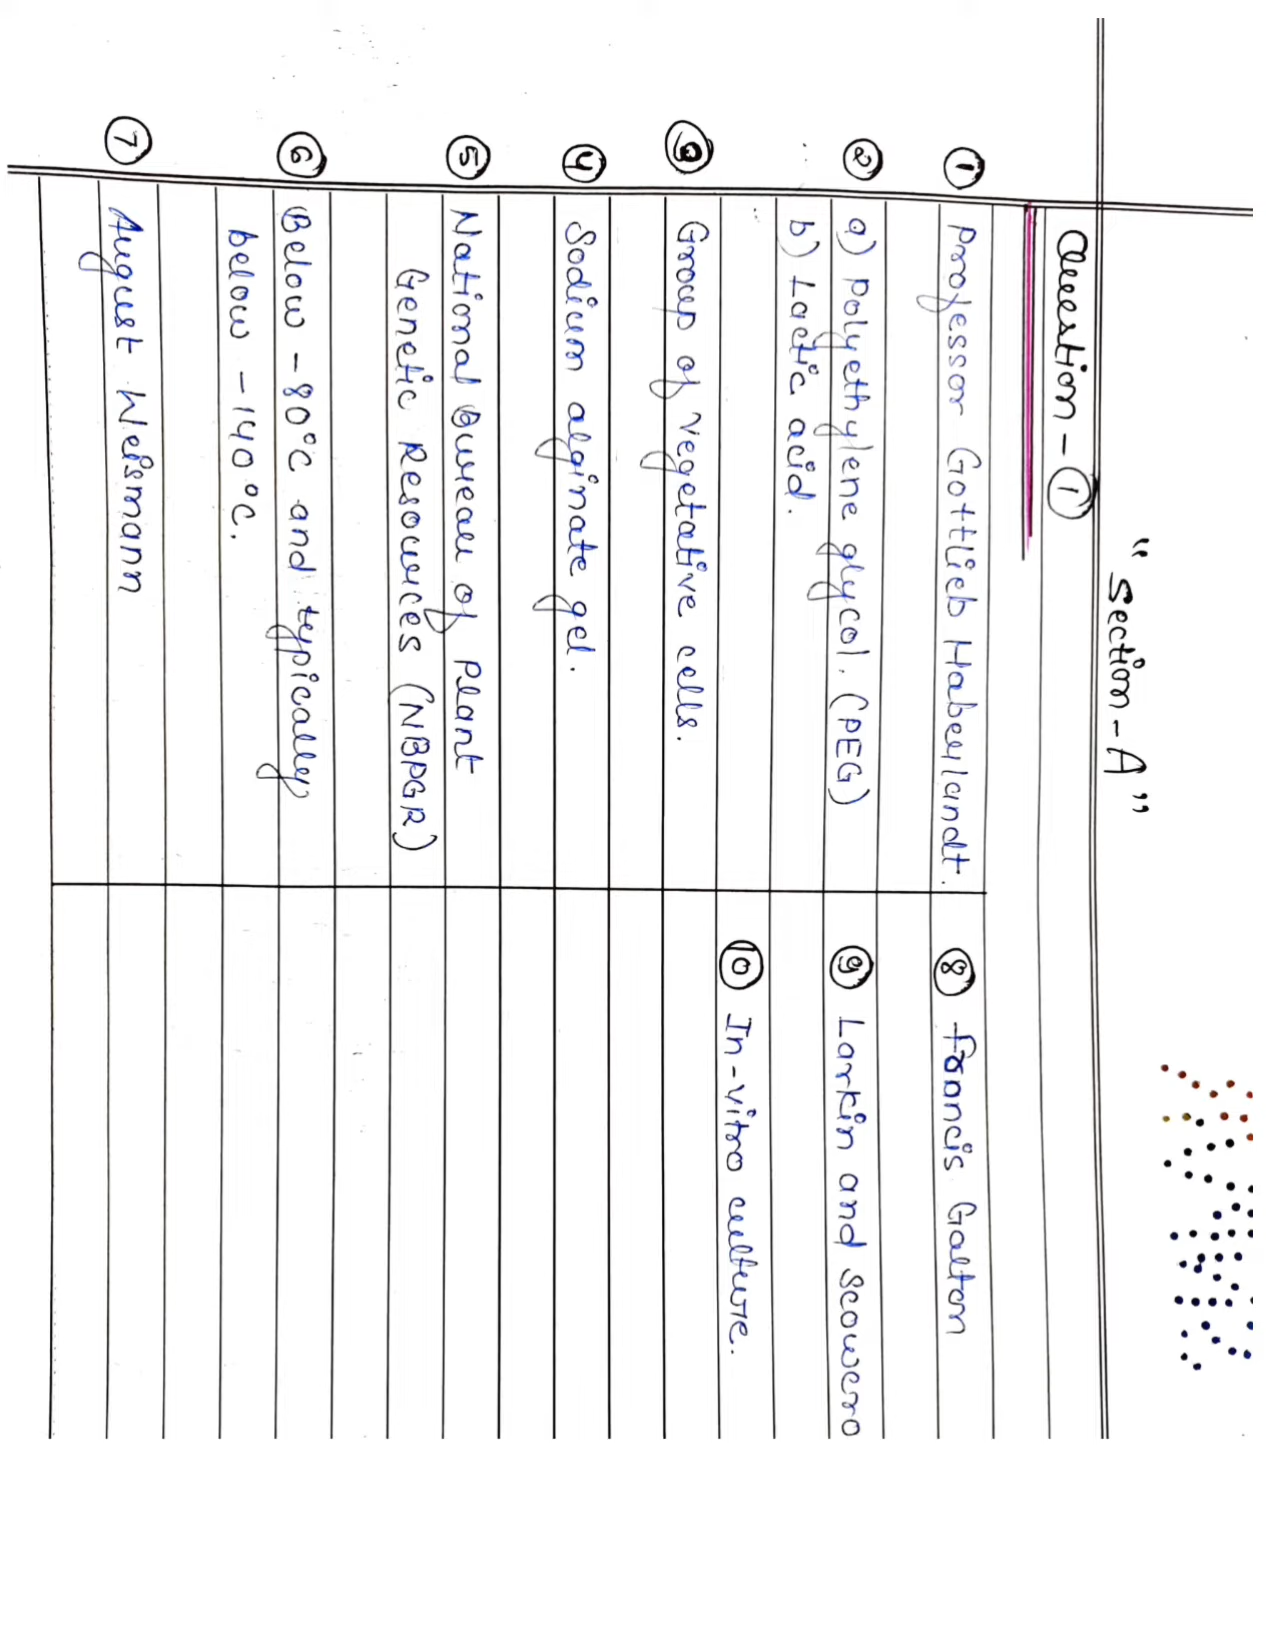 " Section - A "
Question - ①
① Professor Gottlieb Haberlandt.
② a) Polyethylene glycol. (PEG)
b) Lactic acid.
③ Group of Vegetative cells.
④ Sodium alginate gel.
⑤ National Bureau of Plant
Genetic Resources (NBPGR)
⑥ Below - 80°C and typically
below - 140°C.
⑦ August Weismann
⑧ Francis Galton
⑨ Larkin and Scowcro
⑩ In-vitro culture.